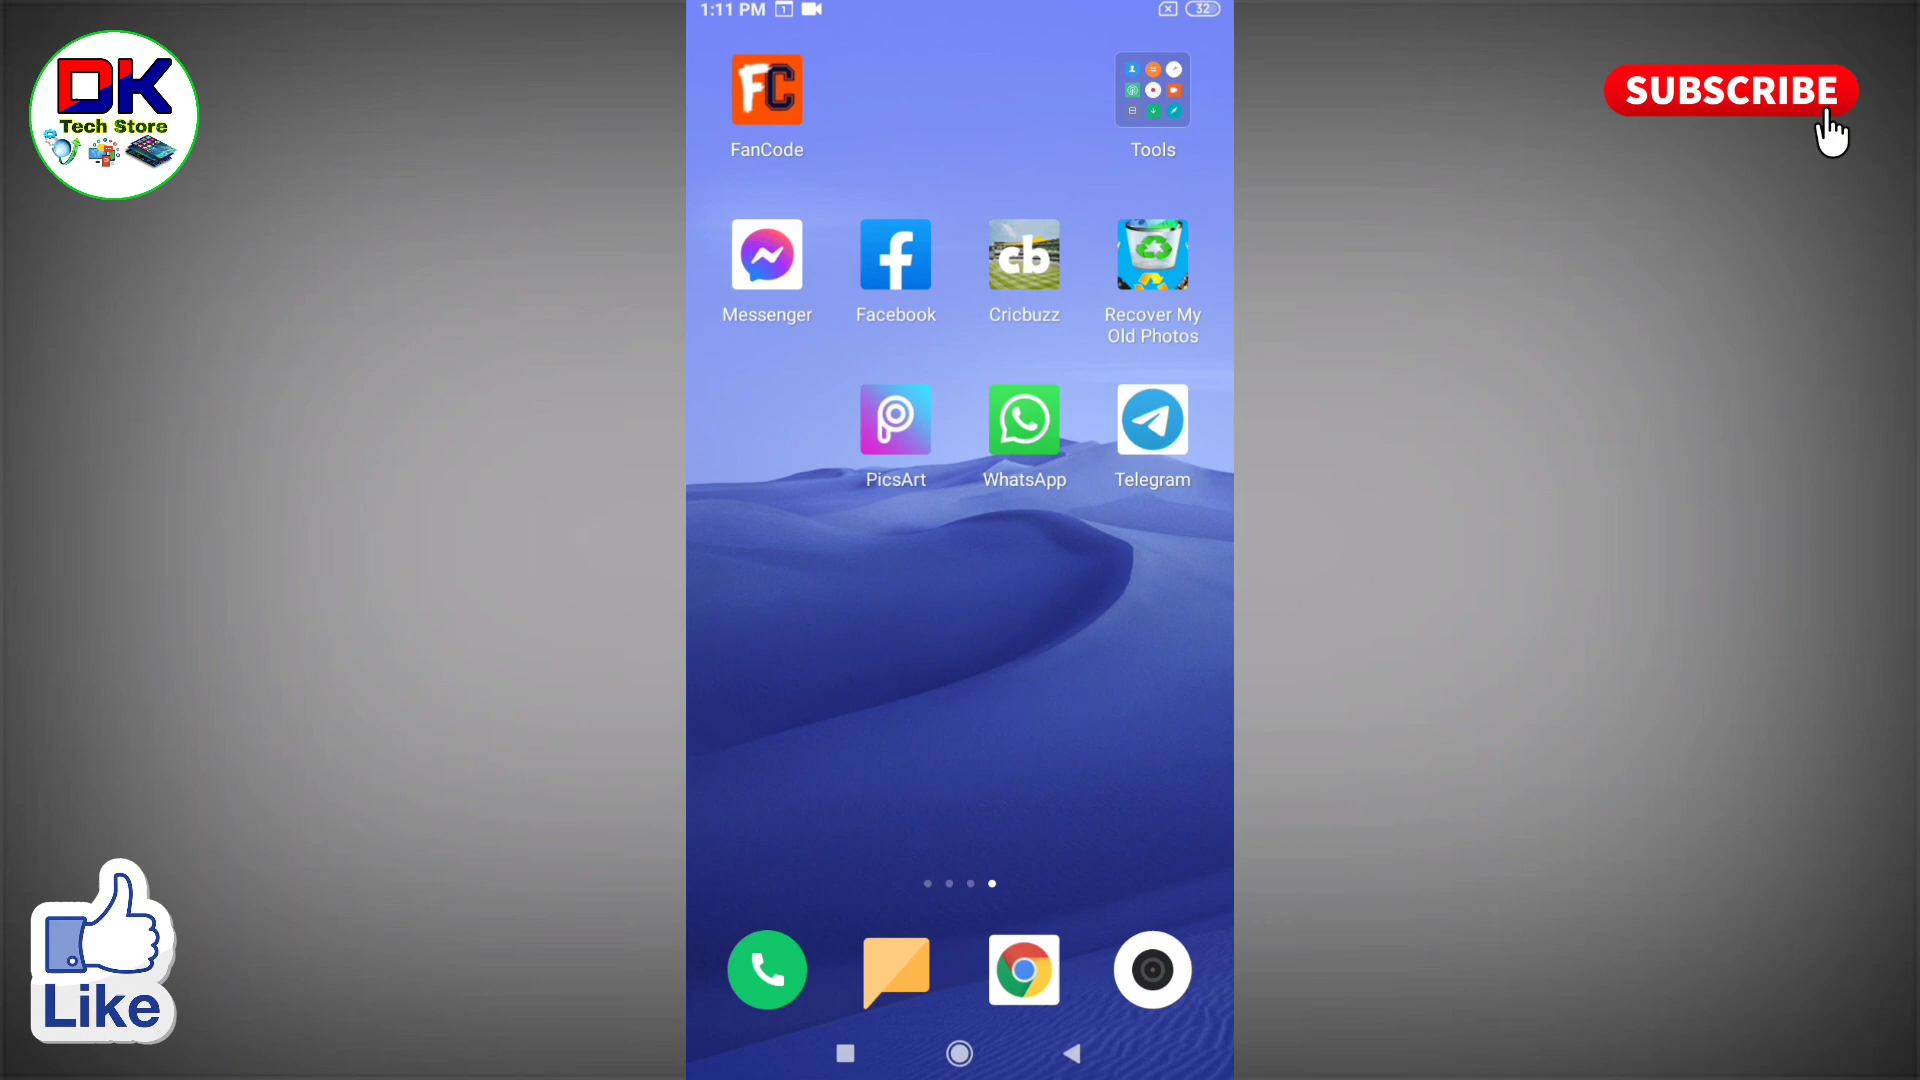 DK
Tech Store
1:11 PM
1
32
SUBSCRIBE
FC
FanCode
Tools
cb
Messenger
Facebook
Cricbuzz
Recover My
Old Photos
PicsArt
WhatsApp
Telegram
Like